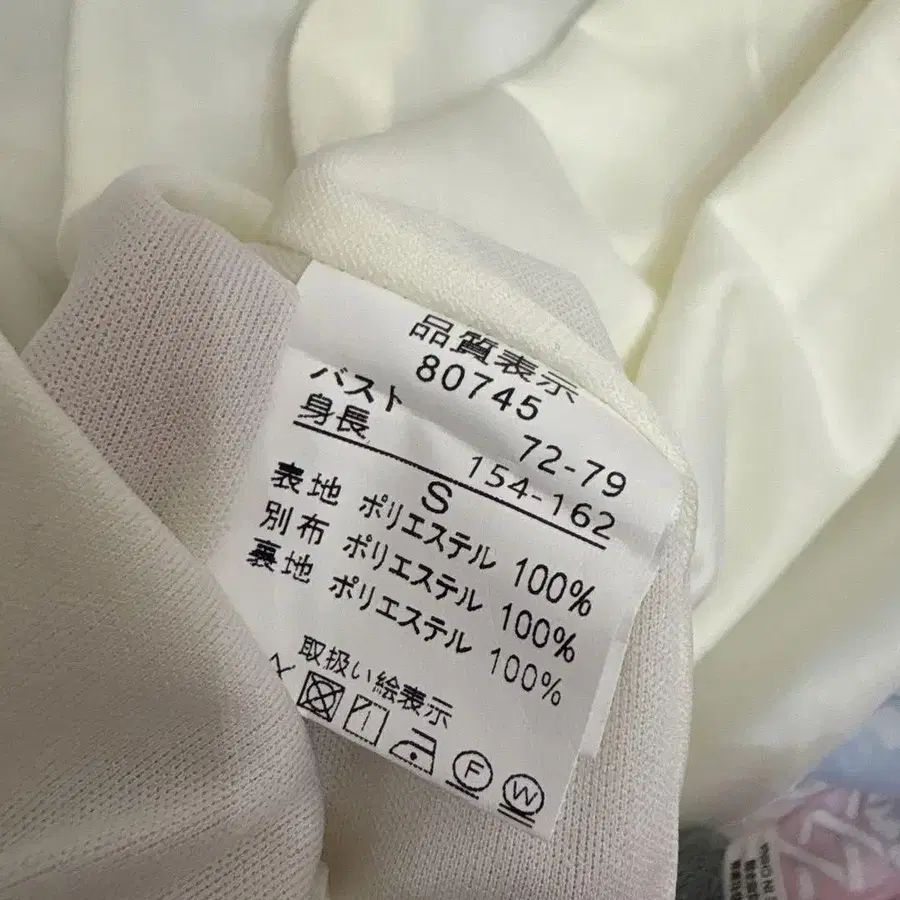 品質表示
80745
バスト 72-79
身長 154-162
S
表地 ポリエステル 100%
別布 ポリエステル 100%
裏地 ポリエステル 100%
取扱い絵表示
F W